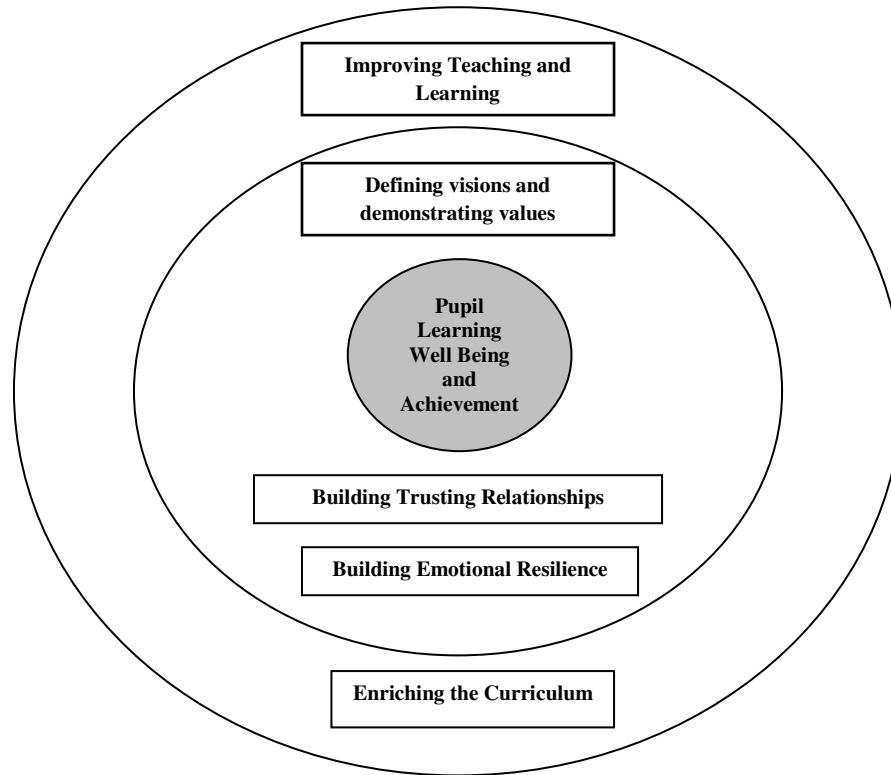 Improving Teaching and
Learning
Defining visions and
demonstrating values
Pupil
Learning
Well Being
and
Achievement
Building Trusting Relationships
Building Emotional Resilience
Enriching the Curriculum